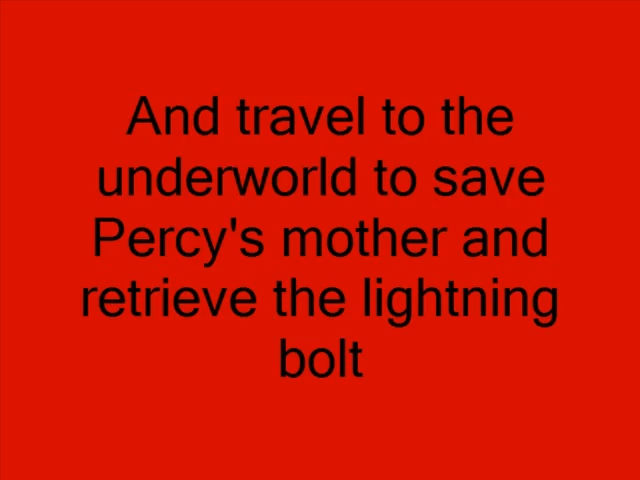 And travel to the
underworld to save
Percy's mother and
retrieve the lightning
bolt